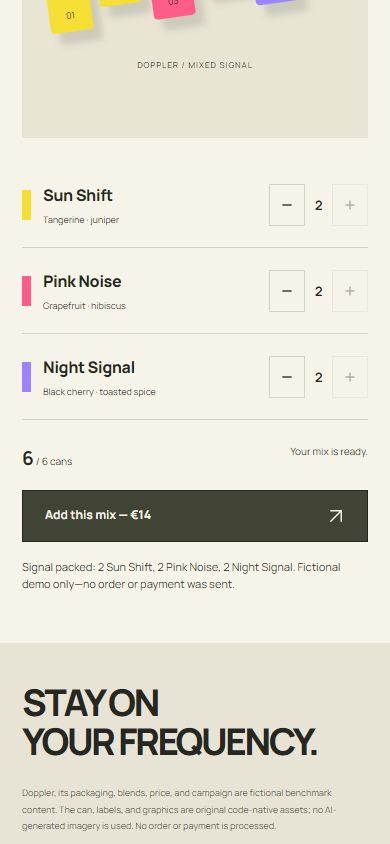 01
03
DOPPLER / MIXED SIGNAL
Sun Shift
Tangerine · juniper
− 2 +
Pink Noise
Grapefruit · hibiscus
− 2 +
Night Signal
Black cherry · toasted spice
− 2 +
6 / 6 cans
Your mix is ready.
Add this mix — €14
Signal packed: 2 Sun Shift, 2 Pink Noise, 2 Night Signal. Fictional
demo only—no order or payment was sent.
STAY ON
YOUR FREQUENCY.
Doppler, its packaging, blends, price, and campaign are fictional benchmark
content. The can, labels, and graphics are original code-native assets; no AI-
generated imagery is used. No order or payment is processed.